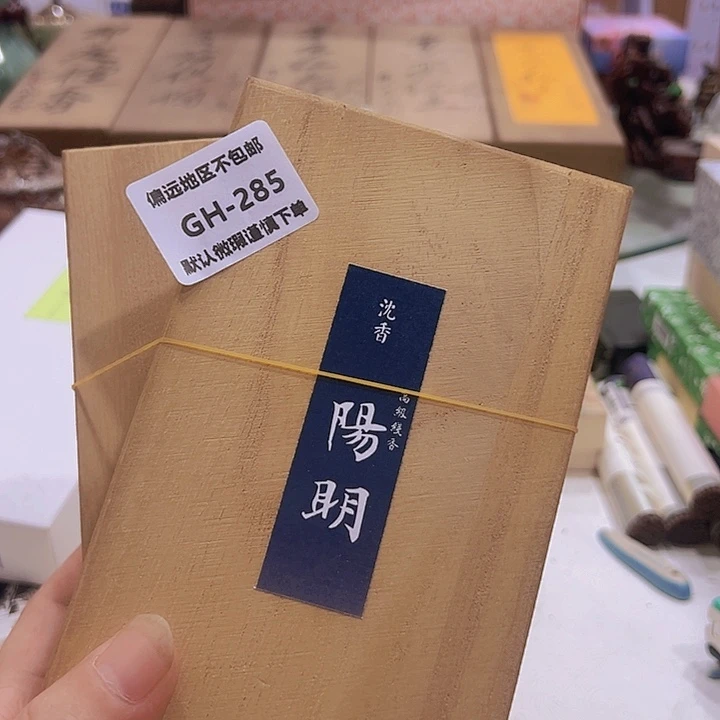 偏远地区不包邮
GH-285
默认微瑕谨慎下单
沈香
高級綫香
陽明